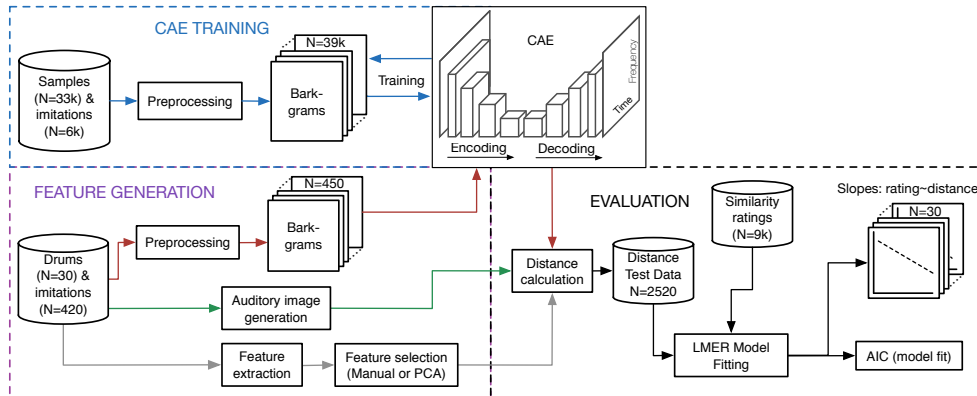 CAE TRAINING
Samples
(N=33k) &
imitations
(N=6k)
Preprocessing
N=39k
Bark-
grams
Training
CAE
Frequency
Time
Encoding
Decoding
FEATURE GENERATION
Drums
(N=30) &
imitations
(N=420)
Preprocessing
N=450
Bark-
grams
Auditory image
generation
Feature
extraction
Feature selection
(Manual or PCA)
EVALUATION
Distance
calculation
Distance
Test Data
N=2520
Similarity
ratings
(N=9k)
LMER Model
Fitting
Slopes: rating~distance
N=30
AIC (model fit)